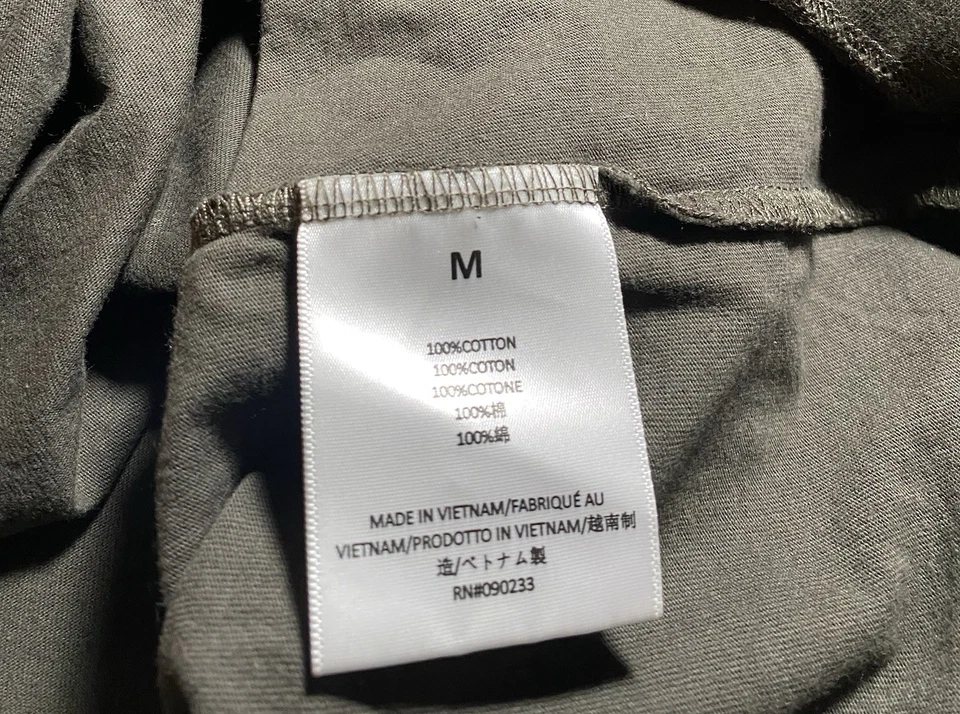 M
100%COTTON
100%COTON
100%COTONE
100%棉
100%綿
MADE IN VIETNAM/FABRIQUÉ AU
VIETNAM/PRODOTTO IN VIETNAM/越南制
造/ベトナム製
RN#090233